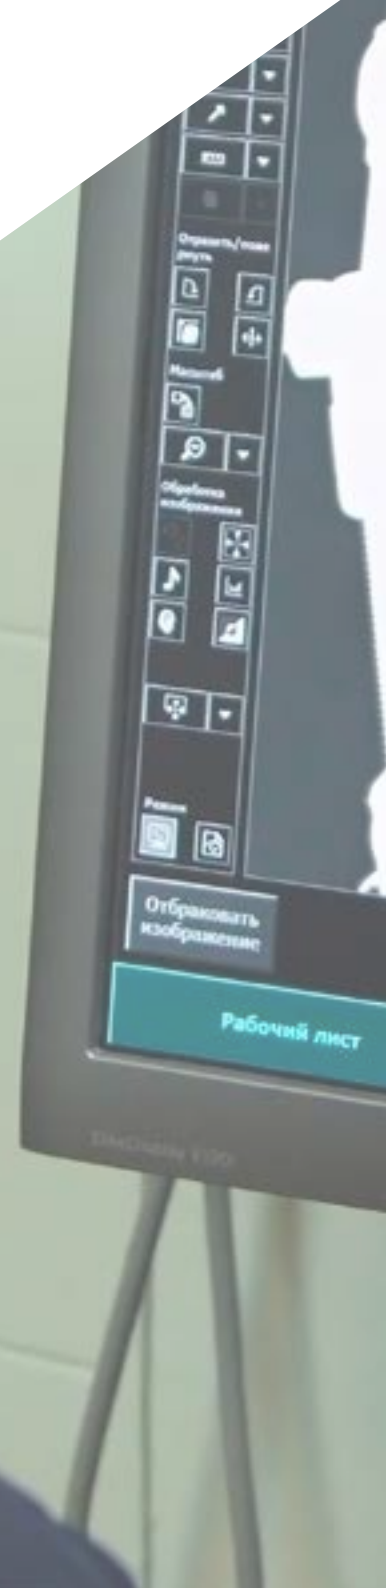 Отразить/пове
рнуть
Масштаб
Обработка
изображения
Режим
Отбраковать
изображение
Рабочий лист